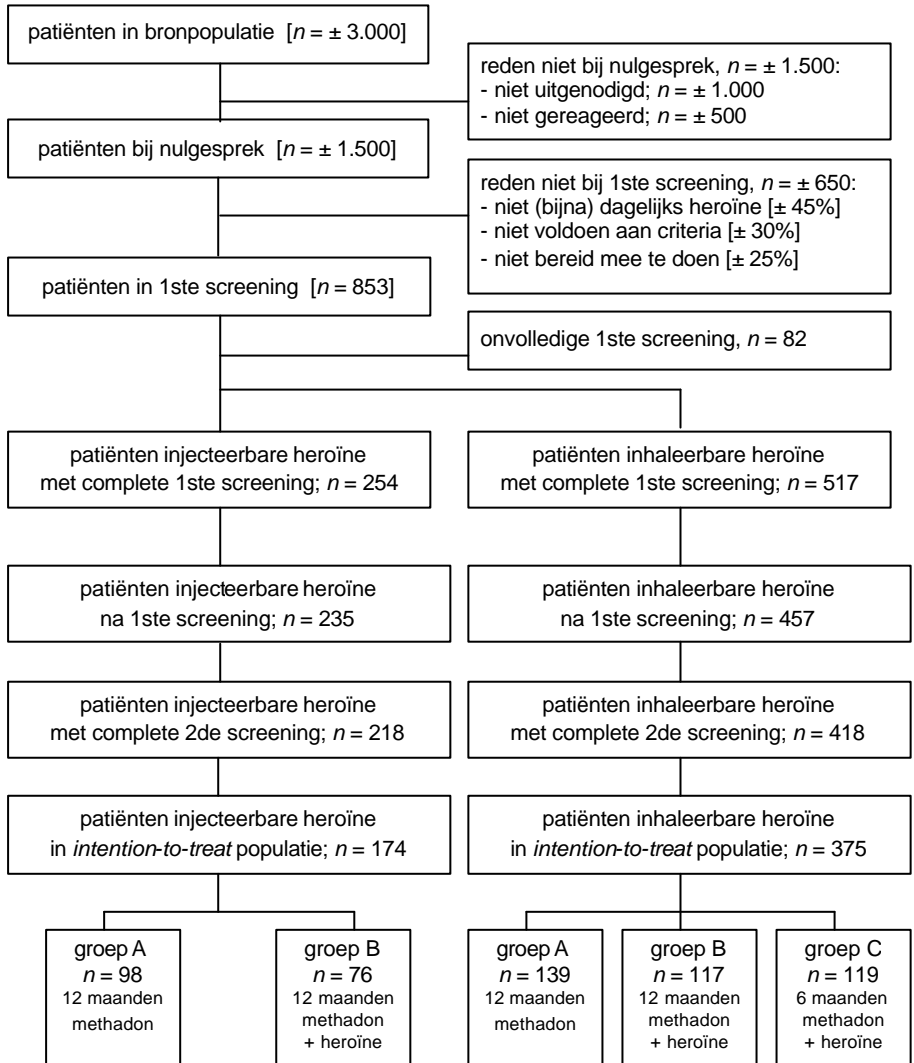 patiënten in bronpopulatie [n = ± 3.000]
reden niet bij nulgesprek, n = ± 1.500:
- niet uitgenodigd; n = ± 1.000
- niet gereageerd; n = ± 500
patiënten bij nulgesprek [n = ± 1.500]
reden niet bij 1ste screening, n = ± 650:
- niet (bijna) dagelijks heroïne [± 45%]
- niet voldoen aan criteria [± 30%]
- niet bereid mee te doen [± 25%]
patiënten in 1ste screening [n = 853]
onvolledige 1ste screening, n = 82
patiënten injecteerbare heroïne
met complete 1ste screening; n = 254
patiënten inhaleerbare heroïne
met complete 1ste screening; n = 517
patiënten injecteerbare heroïne
na 1ste screening; n = 235
patiënten inhaleerbare heroïne
na 1ste screening; n = 457
patiënten injecteerbare heroïne
met complete 2de screening; n = 218
patiënten inhaleerbare heroïne
met complete 2de screening; n = 418
patiënten injecteerbare heroïne
in intention-to-treat populatie; n = 174
patiënten inhaleerbare heroïne
in intention-to-treat populatie; n = 375
groep A
n = 98
12 maanden
methadon
groep B
n = 76
12 maanden
methadon
+ heroïne
groep A
n = 139
12 maanden
methadon
groep B
n = 117
12 maanden
methadon
+ heroïne
groep C
n = 119
6 maanden
methadon
+ heroïne